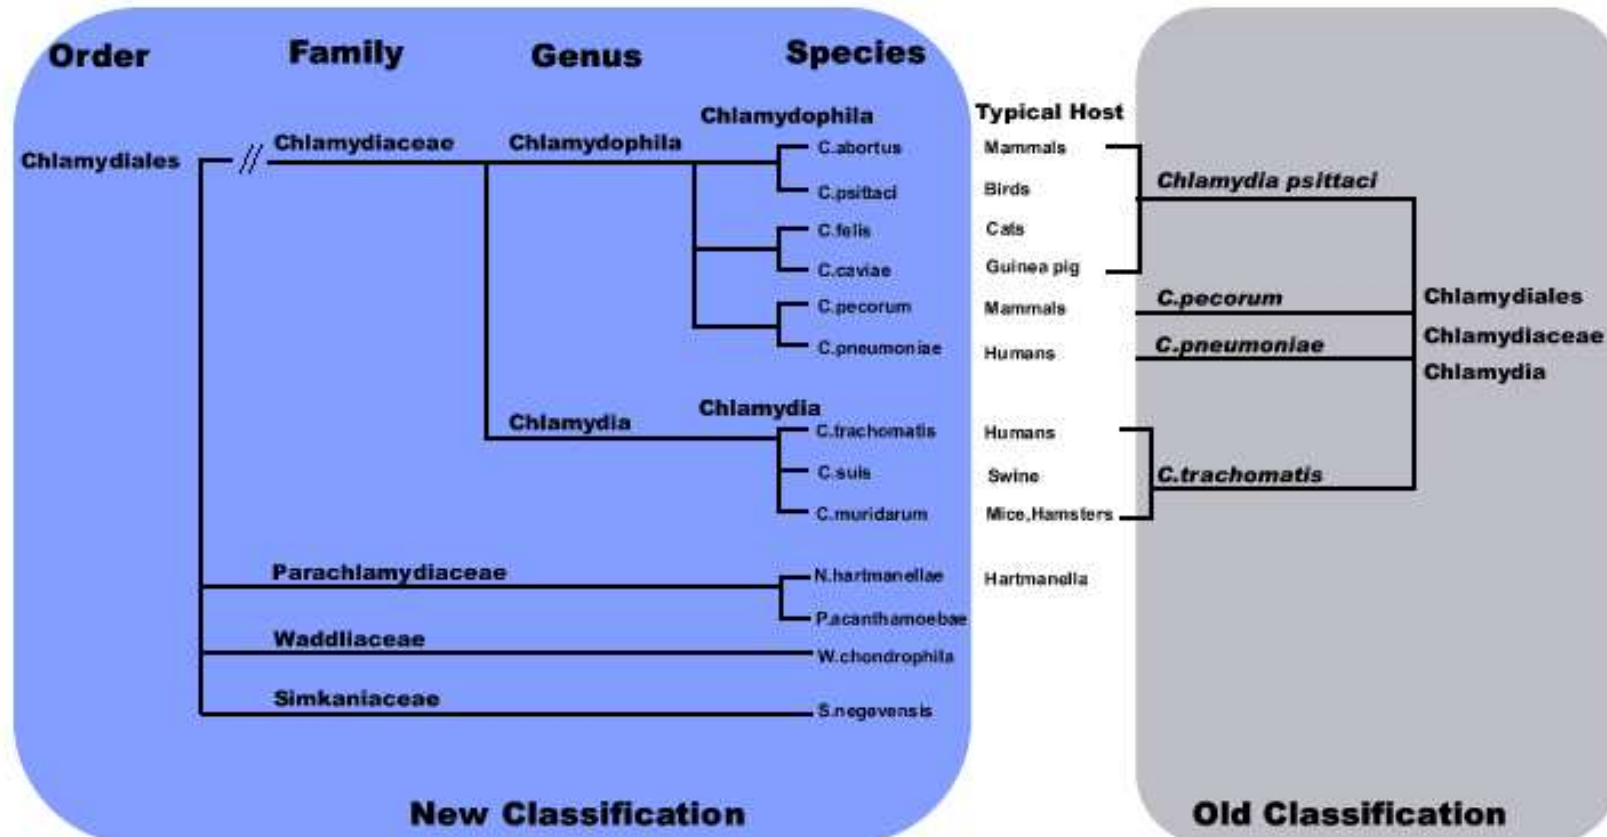 Order Family Genus Species
Chlamydophila Typical Host
Chlamydiales Chlamydiaceae Chlamydophila C.abortus Mammals
C.psittaci Birds Chlamydia psittaci
C.felis Cats
C.caviae Guinea pig
C.pecorum Mammals C.pecorum Chlamydiales
C.pneumoniae Humans C.pneumoniae Chlamydiaceae
Chlamydia
Chlamydia Chlamydia
C.trachomatis Humans
C.suis Swine C.trachomatis
C.muridarum Mice,Hamsters
Parachlamydiaceae N.hartmanellae Hartmanella
P.acanthamoebae
Waddliaceae W.chondrophila
Simkaniaceae S.negevensis
New Classification Old Classification